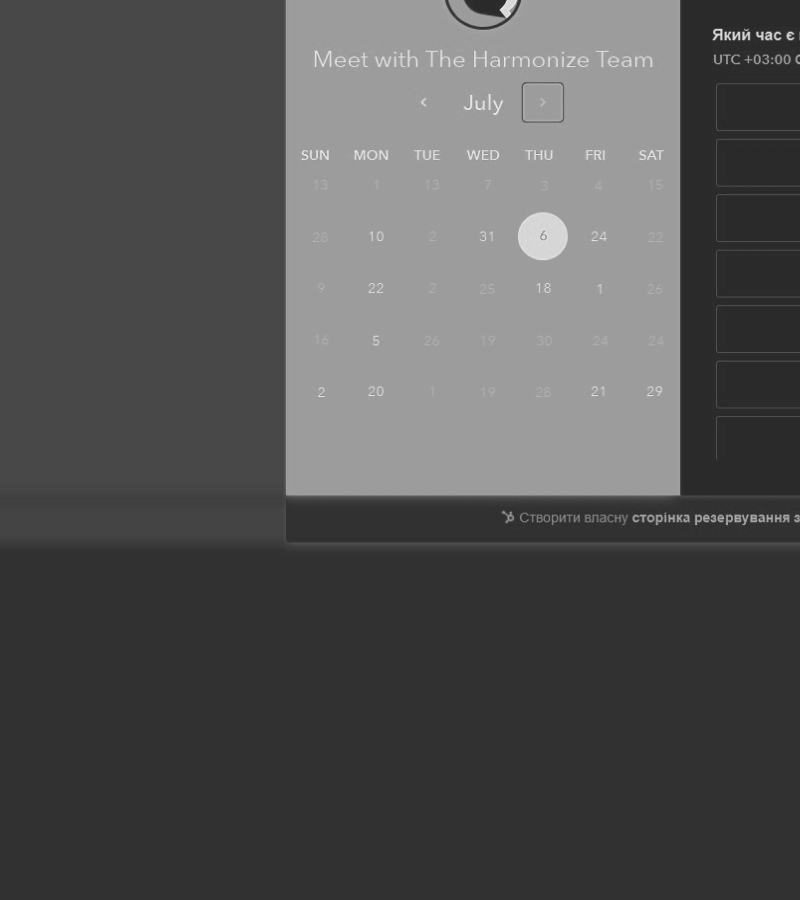 Meet with The Harmonize Team
July
SUN MON TUE WED THU FRI SAT
13 1 13 7 3 4 15
28 10 2 31 6 24 22
9 22 2 25 18 1 26
16 5 26 19 30 24 24
2 20 1 19 28 21 29
Який час є
UTC +03:00
Створити власну сторінка резервування з